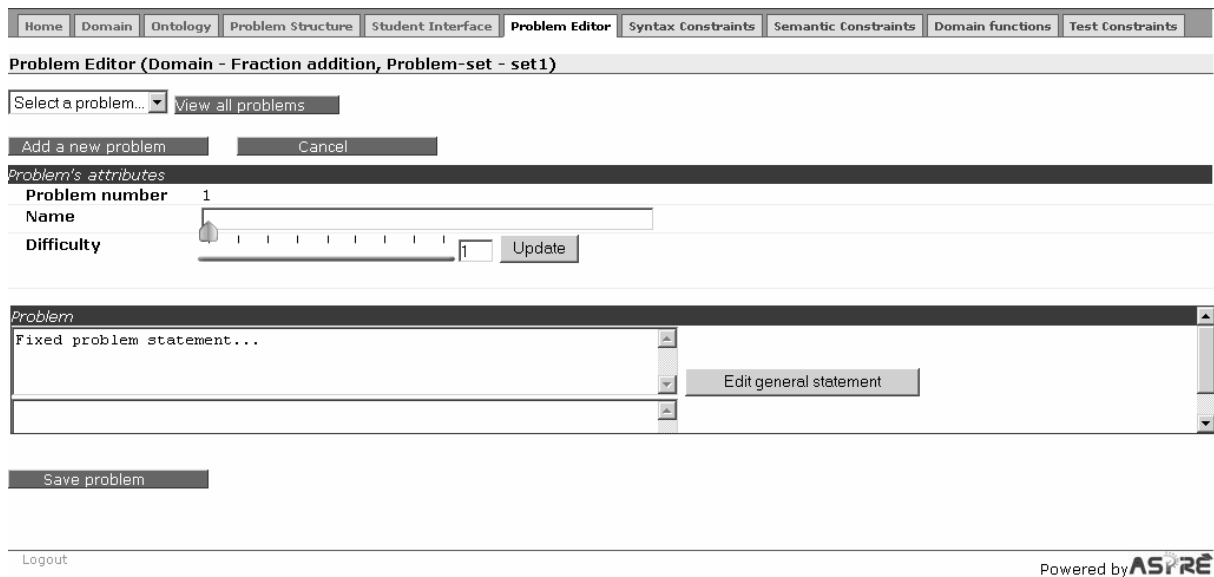 Home Domain Ontology Problem Structure Student Interface Problem Editor Syntax Constraints Semantic Constraints Domain functions Test Constraints
Problem Editor (Domain - Fraction addition, Problem-set - set1)
Select a problem... View all problems
Add a new problem Cancel
Problem's attributes
Problem number 1
Name
Difficulty 1 Update
Problem
Fixed problem statement...
Edit general statement
Save problem
Logout
Powered by ASPIRE